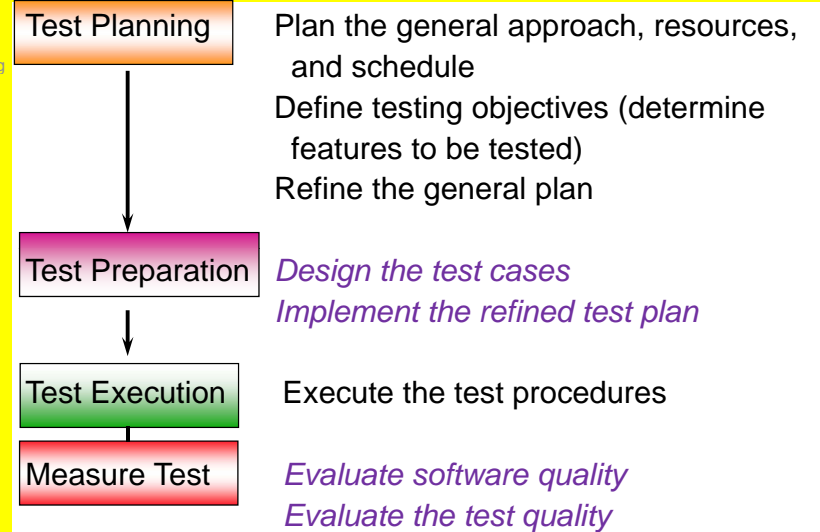 Test Planning Plan the general approach, resources,
and schedule
Define testing objectives (determine
features to be tested)
Refine the general plan
Test Preparation Design the test cases
Implement the refined test plan
Test Execution Execute the test procedures
Measure Test Evaluate software quality
Evaluate the test quality